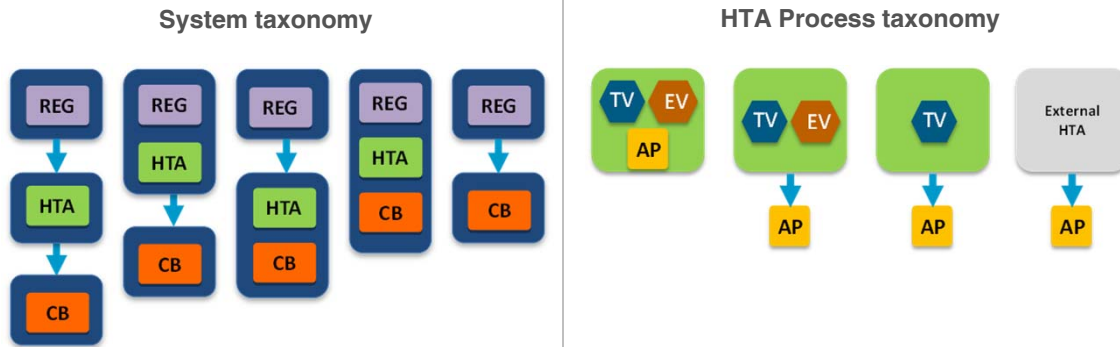 System taxonomy
REG
HTA
CB
REG
HTA
CB
REG
HTA
CB
REG
HTA
CB
REG
CB
HTA Process taxonomy
TV
EV
AP
TV
EV
AP
TV
AP
External
HTA
AP